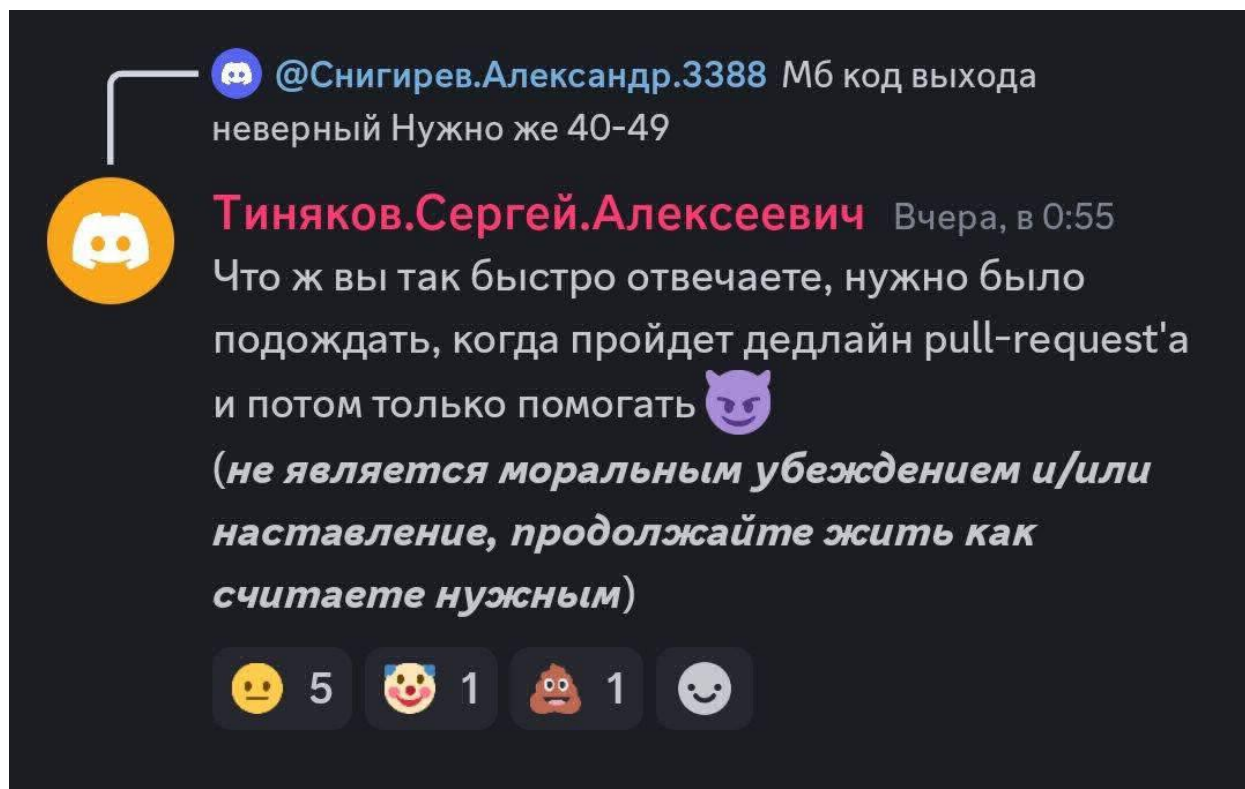 @Снигирев.Александр.3388 Мб код выхода
неверный Нужно же 40-49
Тиняков.Сергей.Алексеевич Вчера, в 0:55
Что ж вы так быстро отвечаете, нужно было
подождать, когда пройдет дедлайн pull-request'а
и потом только помогать 😈
(не является моральным убеждением и/или
наставление, продолжайте жить как
считаете нужным)
😐 5 🤡 1 💩 1